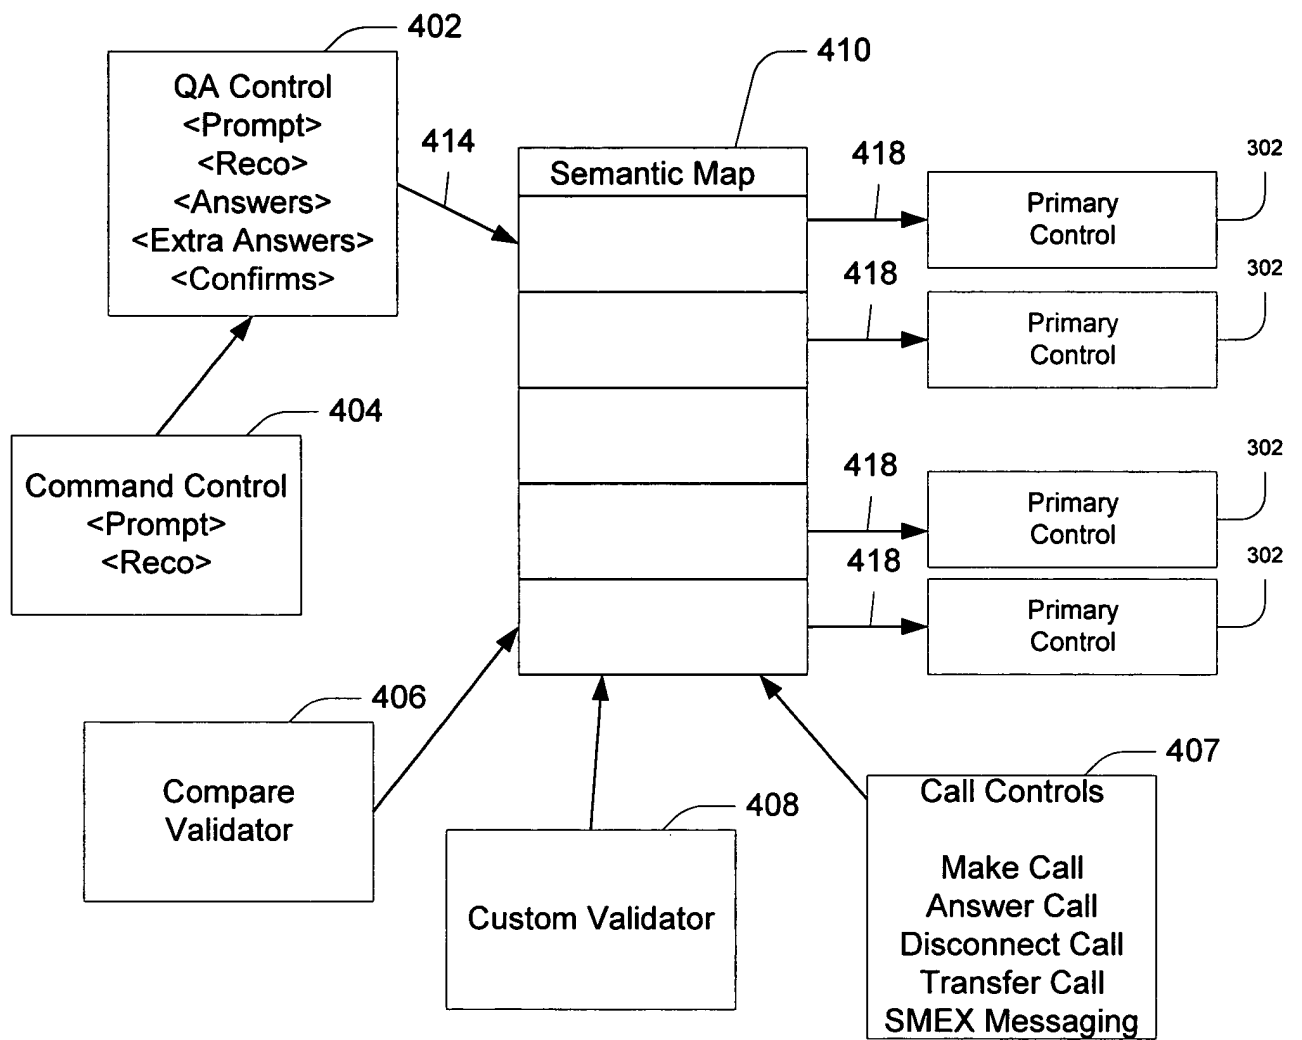 402
QA Control
<Prompt>
<Reco>
<Answers>
<Extra Answers>
<Confirms>
414
410
Semantic Map
418
Primary
Control
302
418
Primary
Control
302
418
Primary
Control
302
418
Primary
Control
302
404
Command Control
<Prompt>
<Reco>
406
Compare
Validator
408
Custom Validator
407
Call Controls
Make Call
Answer Call
Disconnect Call
Transfer Call
SMEX Messaging